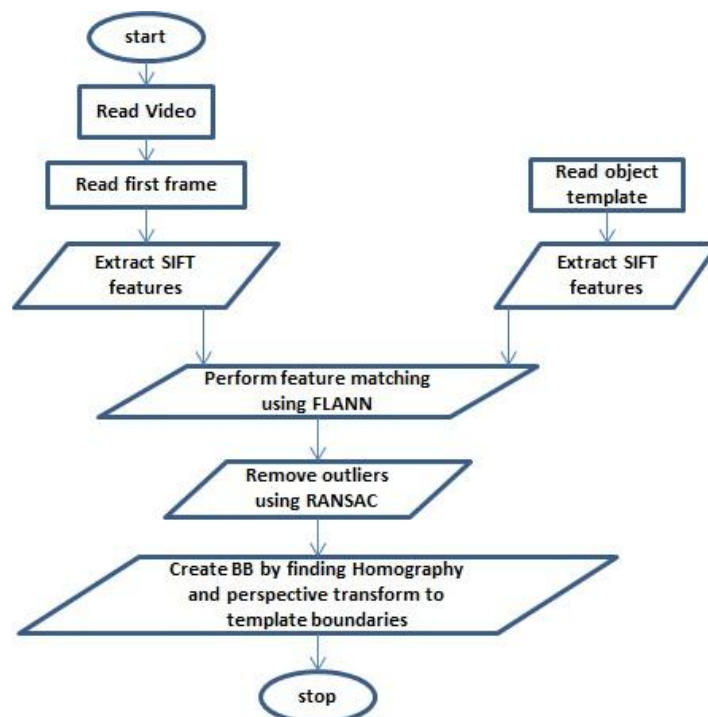 start
Read Video
Read first frame
Read object
template
Extract SIFT
features
Extract SIFT
features
Perform feature matching
using FLANN
Remove outliers
using RANSAC
Create BB by finding Homography
and perspective transform to
template boundaries
stop